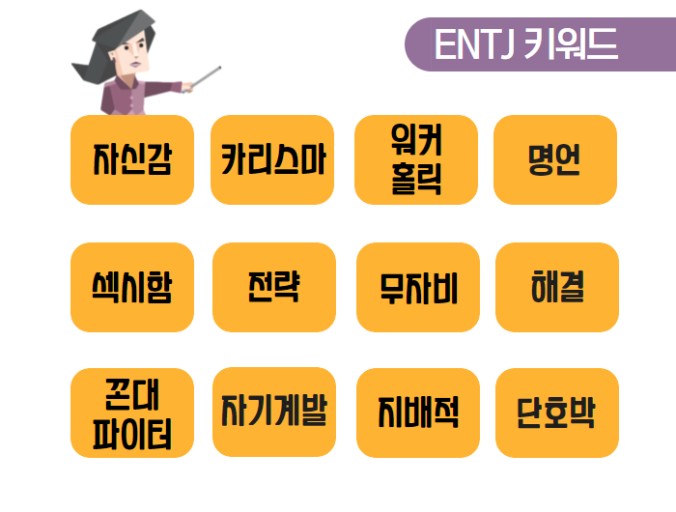 ENTJ 키워드
자신감
카리스마
워커
홀릭
명언
섹시함
전략
무자비
해결
꼰대
파이터
자기계발
지배적
단호박